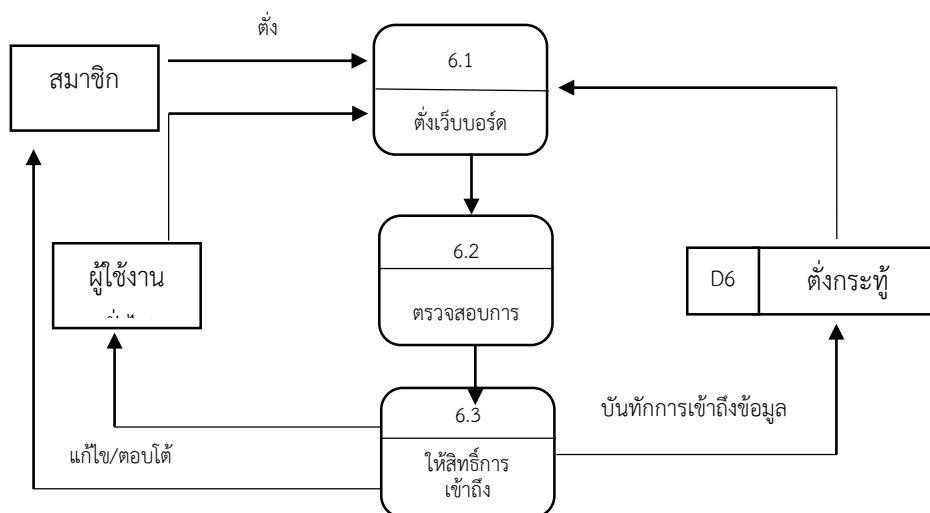 ตั่ง
6.1
สมาชิก
ตั่งเว็บบอร์ด
6.2
ผู้ใช้งาน
D6
ตั่งกระทู้
ตรวจสอบการ
6.3
บันทึกการเข้าถึงข้อมูล
แก้ไข/ตอบโต้
ให้สิทธิ์การ
เข้าถึง